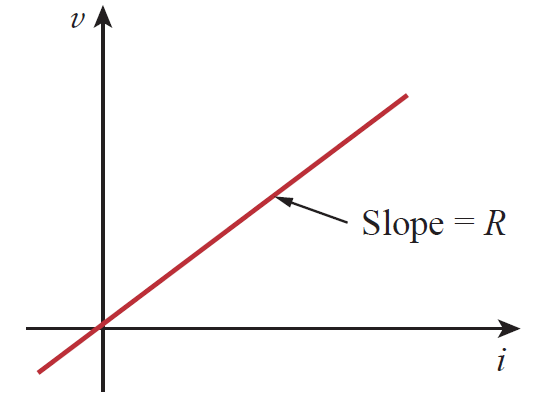 v
Slope = R
i